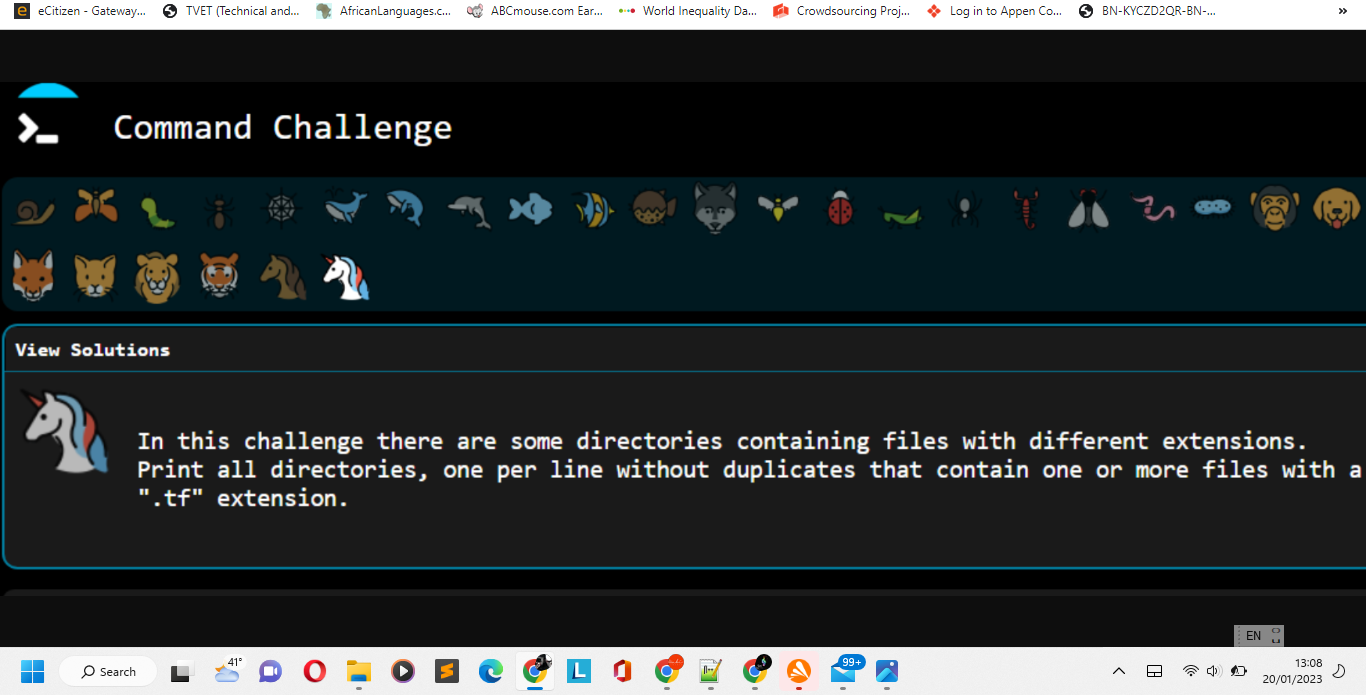 eCitizen - Gateway...
TVET (Technical and...
AfricanLanguages.c...
ABCmouse.com Ear...
World Inequality Da...
Crowdsourcing Proj...
Log in to Appen Co...
BN-KYCZD2QR-BN-...
»
Command Challenge
View Solutions
In this challenge there are some directories containing files with different extensions.
Print all directories, one per line without duplicates that contain one or more files with a
".tf" extension.
EN
Search
41°
99+
13:08
20/01/2023